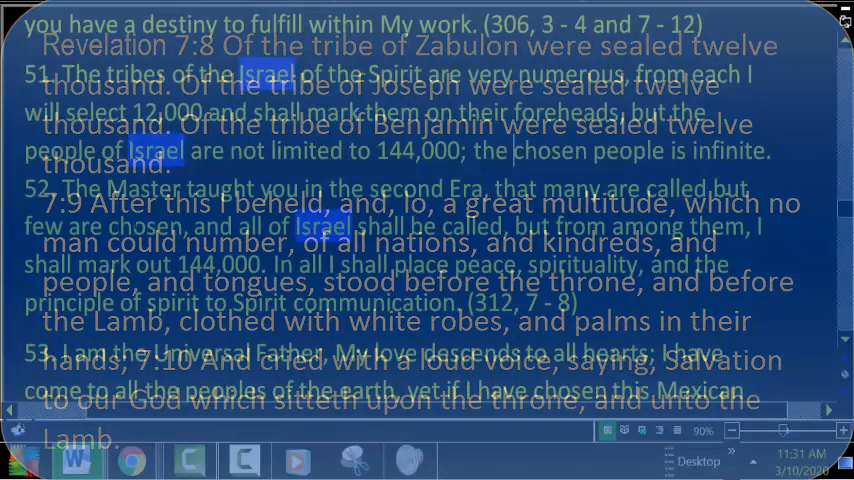 you have a destiny to fulfill within My work. (306, 3 - 4 and 7 - 12)
Revelation 7:8 Of the tribe of Zabulon were sealed twelve
51. The tribes of the Israel of the Spirit are very numerous, from each I
thousand. Of the tribe of Joseph were sealed twelve
will select 12,000 and shall mark them on their foreheads, but the
thousand. Of the tribe of Benjamin were sealed twelve
people of Israel are not limited to 144,000; the chosen people is infinite.
thousand.
52. The Master taught you in the second Era, that many are called but
7:9 After this I beheld, and, lo, a great multitude, which no
few are chosen, and all of Israel shall be called, but from among them, I
man could number, of all nations, and kindreds, and
shall mark out 144,000. In all I shall place peace, spirituality, and the
people, and tongues, stood before the throne, and before
principle of spirit to Spirit communication. (312, 7 - 8)
the Lamb, clothed with white robes, and palms in their
53. I am the Universal Father, My love descends to all hearts; I have
hands; 7:10 And cried with a loud voice, saying, Salvation
come to all the peoples of the earth, yet if I have chosen this Mexican
to our God which sitteth upon the throne, and unto the
Lamb.
90%
Desktop
11:31 AM
3/10/2020